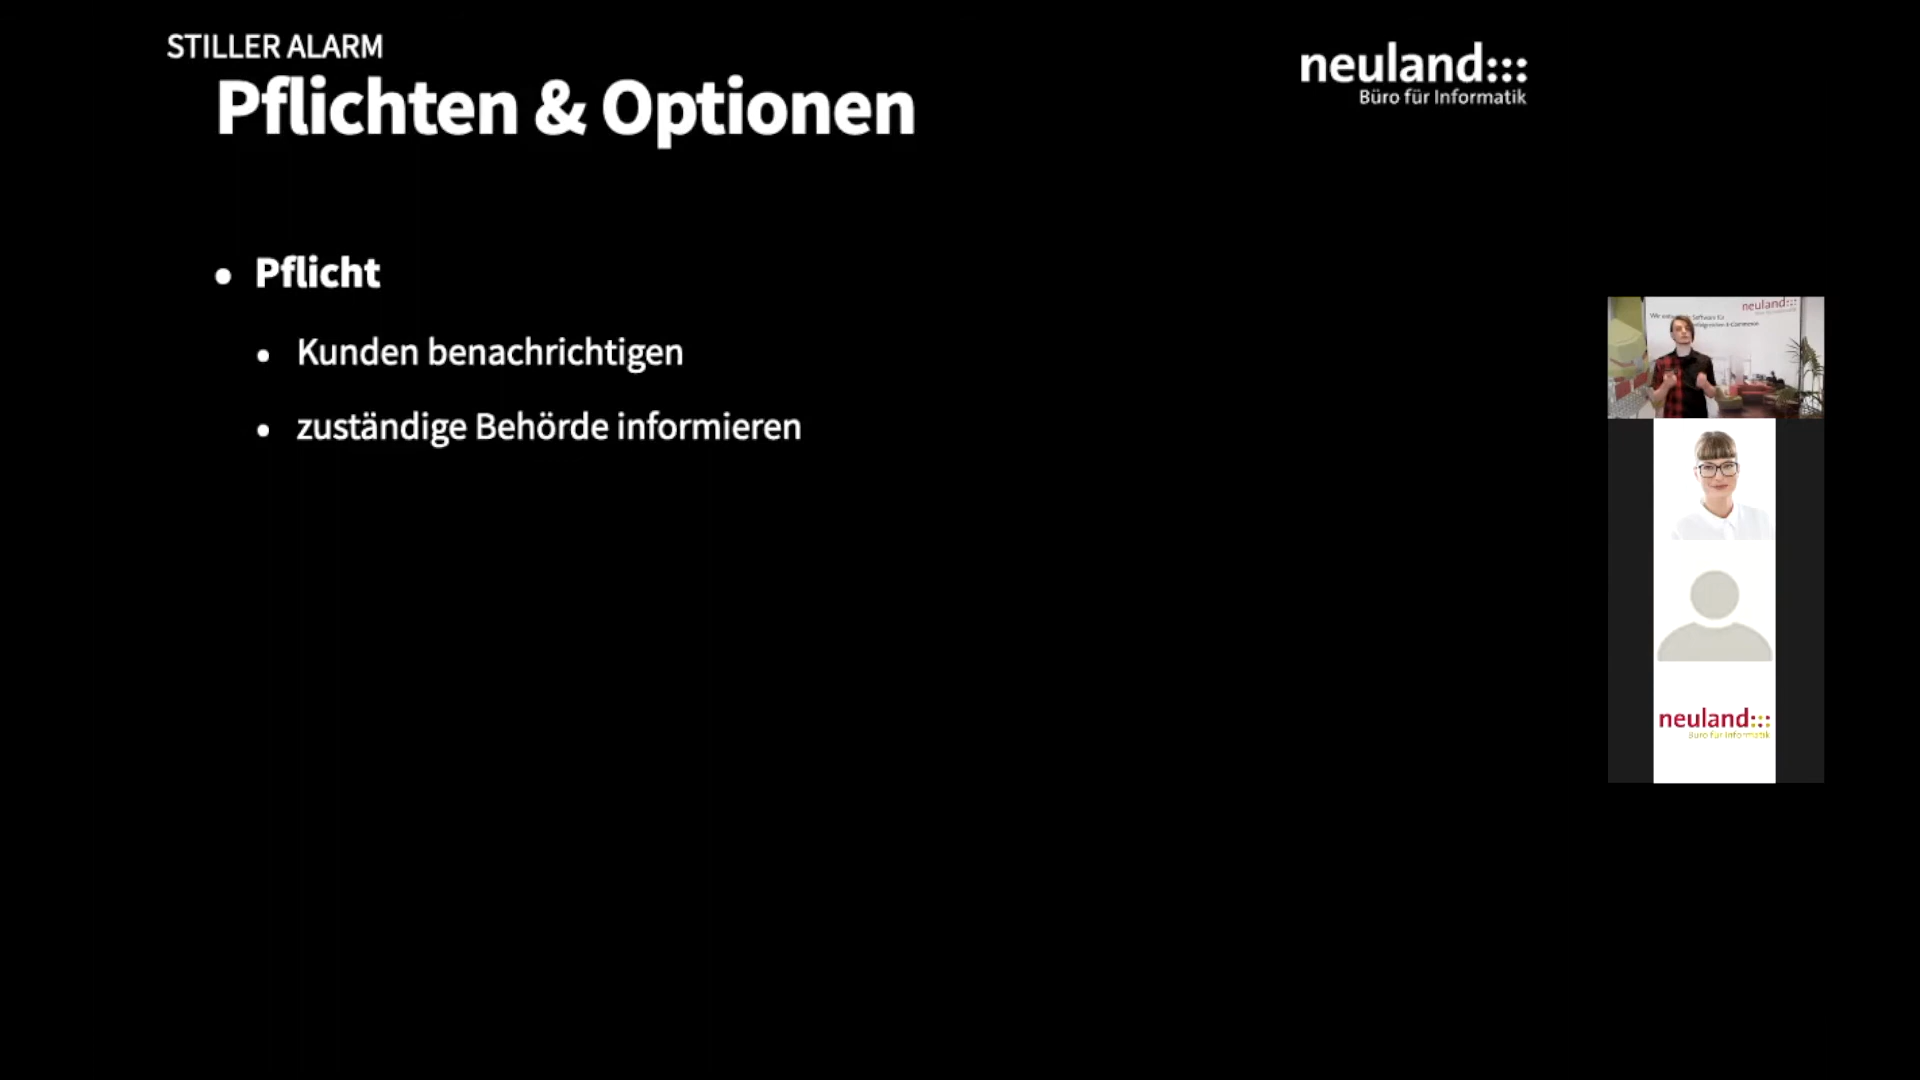 STILLER ALARM
Pflichten & Optionen
neuland:::
Büro für Informatik
• Pflicht
• Kunden benachrichtigen
• zuständige Behörde informieren
neuland:::
neuland:::
Büro für Informatik